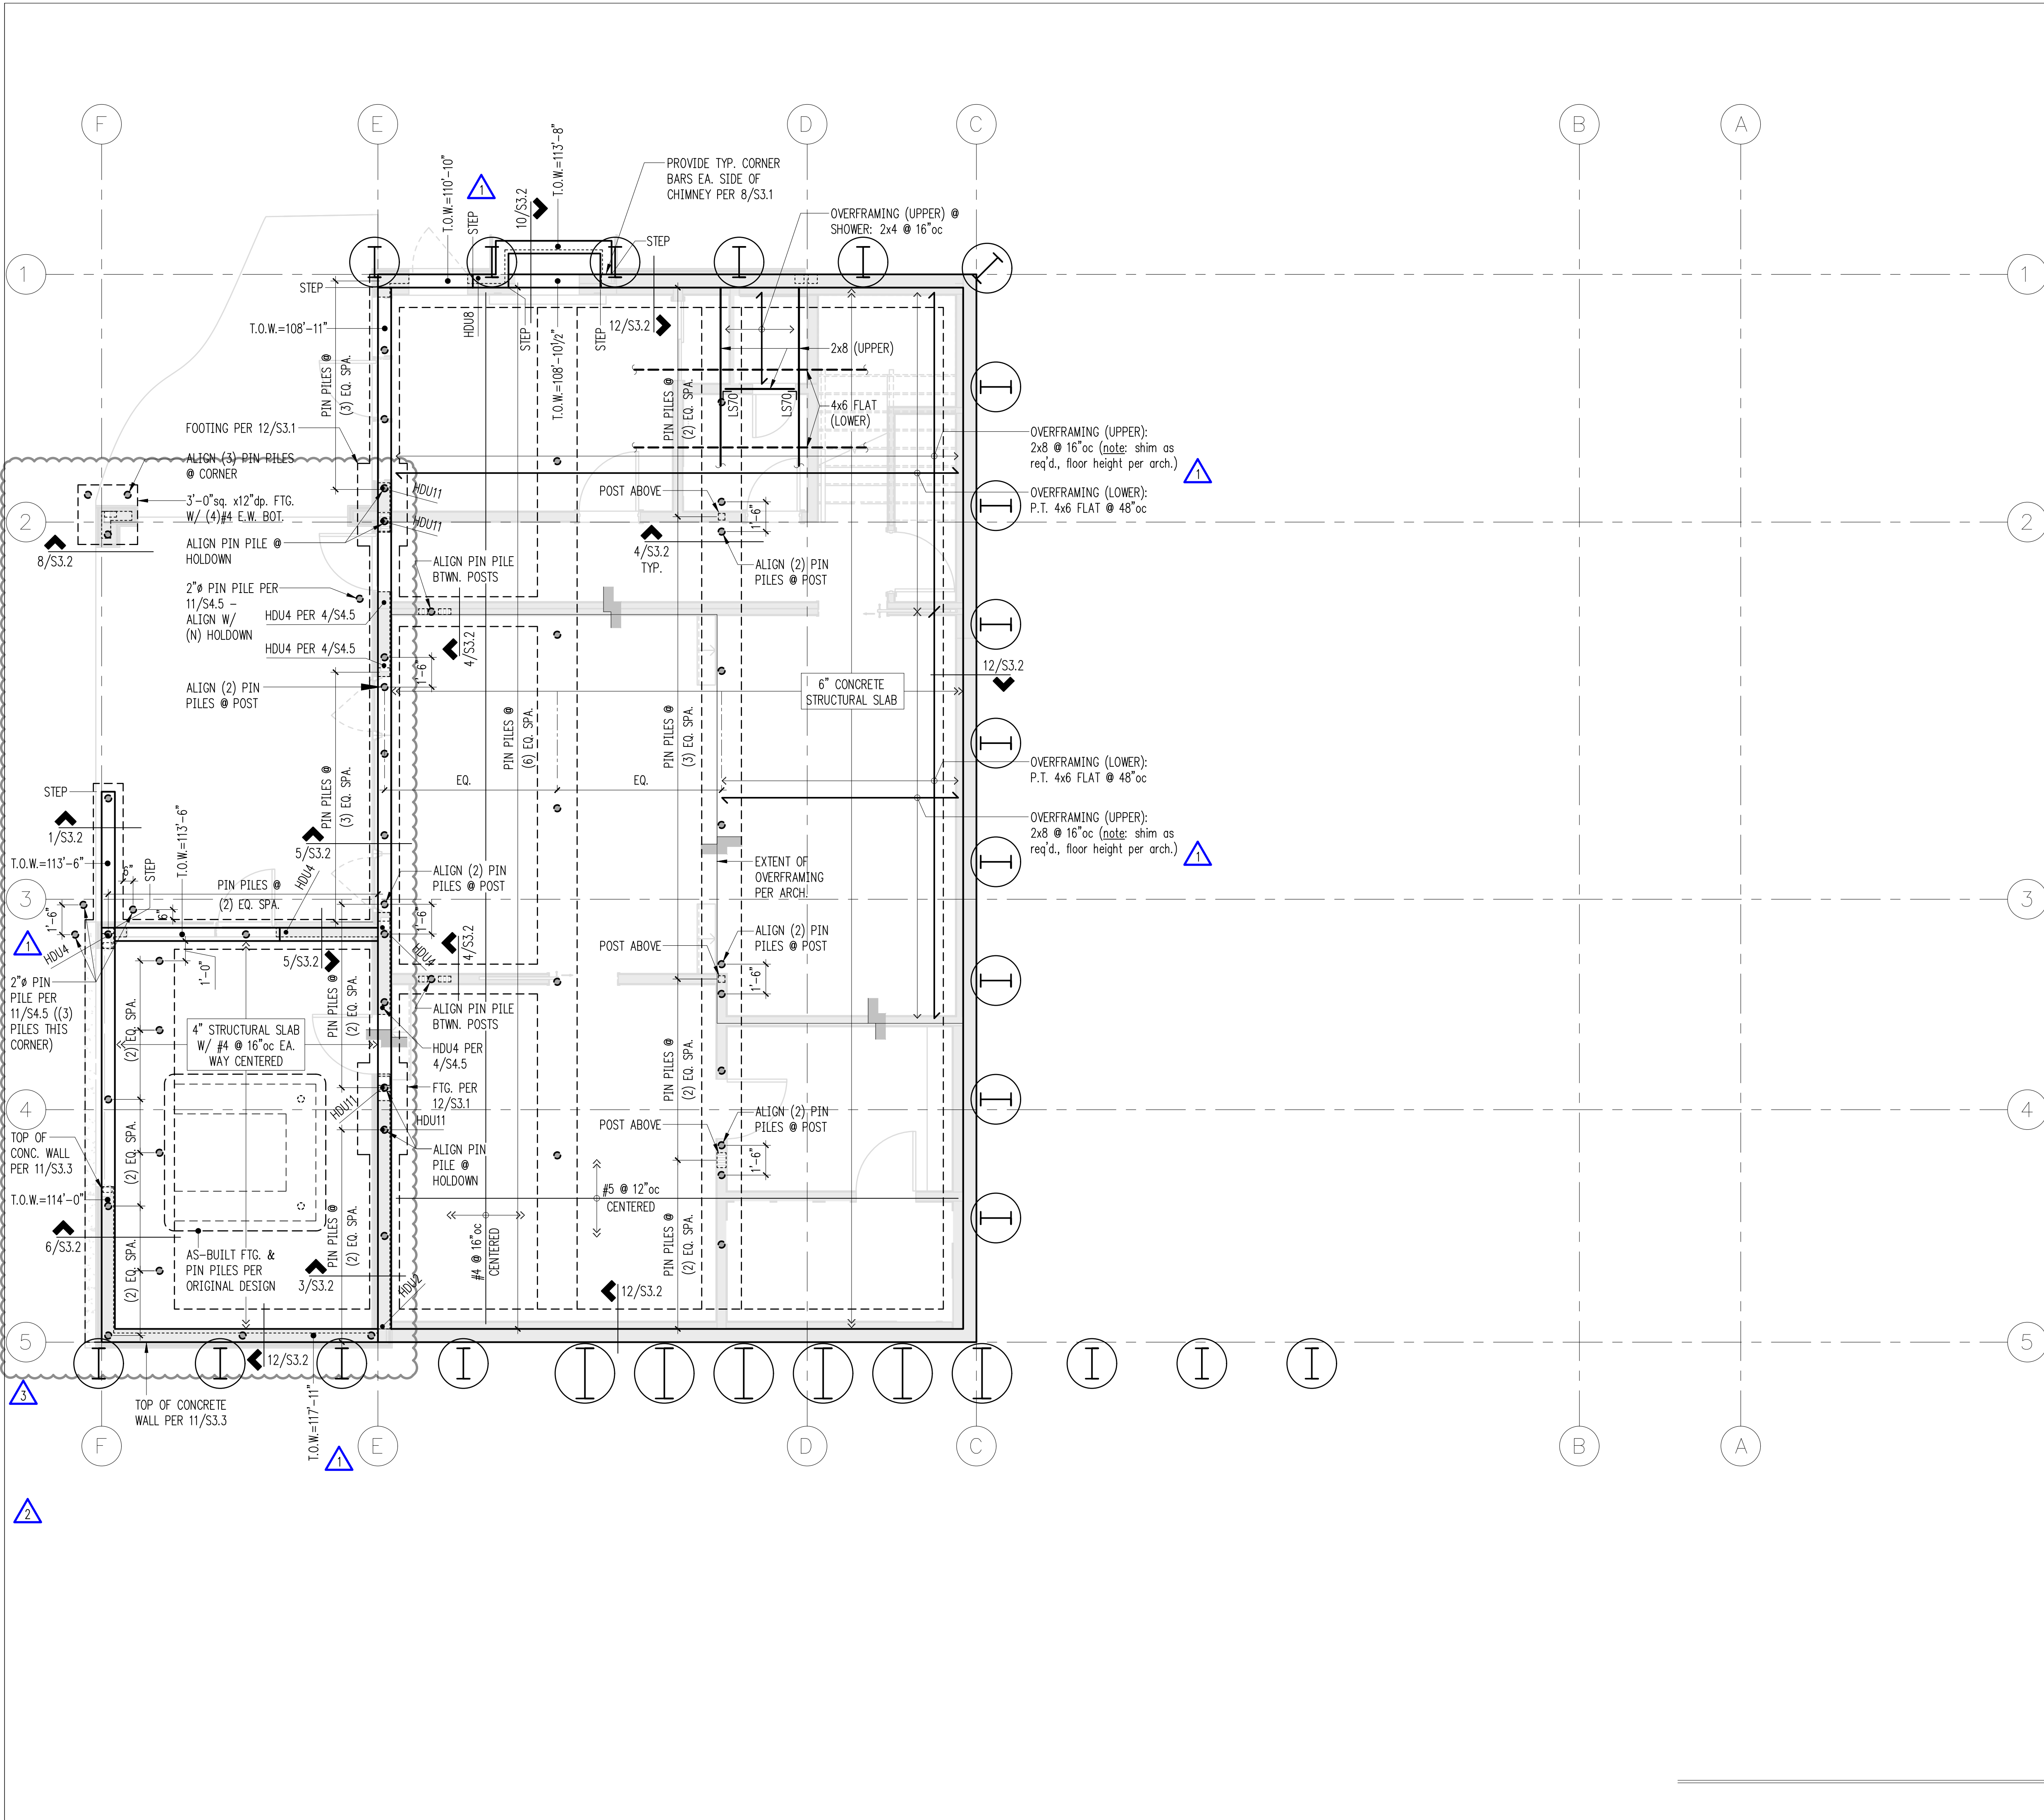 F
E
D
C
B
A
1
1
2
2
3
3
4
4
5
5
F
E
D
C
B
A
T.O.W.=110'-10"
1
STEP
10/S3.2
T.O.W.=113'-8"
PROVIDE TYP. CORNER
BARS EA. SIDE OF
CHIMNEY PER 8/S3.1
STEP
OVERFRAMING (UPPER) @
SHOWER: 2x4 @ 16"oc
STEP
T.O.W.=108'-11"
HDU8
STEP
T.O.W.=108'-10½"
STEP
12/S3.2
2x8 (UPPER)
PIN PILES @
(3) EQ. SPA.
PIN PILES @
(2) EQ. SPA.
LS70
LS70
4x6 FLAT
(LOWER)
FOOTING PER 12/S3.1
ALIGN (3) PIN PILES
@ CORNER
3'-0"sq. x12"dp. FTG.
W/ (4)#4 E.W. BOT.
HDU11
HDU11
ALIGN PIN PILE @
HOLDOWN
8/S3.2
POST ABOVE
1'-6"
4/S3.2
TYP.
ALIGN (2) PIN
PILES @ POST
OVERFRAMING (UPPER):
2x8 @ 16"oc (note: shim as
req'd., floor height per arch.)
1
OVERFRAMING (LOWER):
P.T. 4x6 FLAT @ 48"oc
2"ø PIN PILE PER
11/S4.5 –
ALIGN W/
(N) HOLDOWN
HDU4 PER 4/S4.5
HDU4 PER 4/S4.5
ALIGN PIN PILE
BTWN. POSTS
4/S3.2
1'-6"
ALIGN (2) PIN
PILES @ POST
6" CONCRETE
STRUCTURAL SLAB
12/S3.2
PIN PILES @
(3) EQ. SPA.
PIN PILES @
(6) EQ. SPA.
PIN PILES @
(3) EQ. SPA.
EQ.
EQ.
OVERFRAMING (LOWER):
P.T. 4x6 FLAT @ 48"oc
OVERFRAMING (UPPER):
2x8 @ 16"oc (note: shim as
req'd., floor height per arch.)
1
STEP
1/S3.2
T.O.W.=113'-6"
6"
STEP
T.O.W.=113'-6"
5/S3.2
PIN PILES @
(2) EQ. SPA.
HDU4
6"
1'-6"
1
HDU4
2"ø PIN
PILE PER
11/S4.5 ((3)
PILES THIS
CORNER)
1'-0"
5/S3.2
ALIGN (2) PIN
PILES @ POST
1'-6"
HDU4
4/S3.2
EXTENT OF
OVERFRAMING
PER ARCH.
POST ABOVE
ALIGN (2) PIN
PILES @ POST
1'-6"
ALIGN PIN PILE
BTWN. POSTS
PIN PILES @
(2) EQ. SPA.
(2) EQ. SPA.
4" STRUCTURAL SLAB
W/ #4 @ 16"oc EA.
WAY CENTERED
HDU4 PER
4/S4.5
FTG. PER
12/S3.1
HDU11
HDU11
PIN PILES @
(2) EQ. SPA.
POST ABOVE
ALIGN (2) PIN
PILES @ POST
1'-6"
TOP OF
CONC. WALL
PER 11/S3.3
(2) EQ. SPA.
T.O.W.=114'-0"
6/S3.2
ALIGN PIN
PILE @
HOLDOWN
#5 @ 12"oc
CENTERED
#4 @ 16"oc
CENTERED
(2) EQ. SPA.
AS-BUILT FTG. &
PIN PILES PER
ORIGINAL DESIGN
3/S3.2
PIN PILES @
(2) EQ. SPA.
HDU2
PIN PILES @
(2) EQ. SPA.
12/S3.2
12/S3.2
3
TOP OF CONCRETE
WALL PER 11/S3.3
T.O.W.=117'-11"
1
2